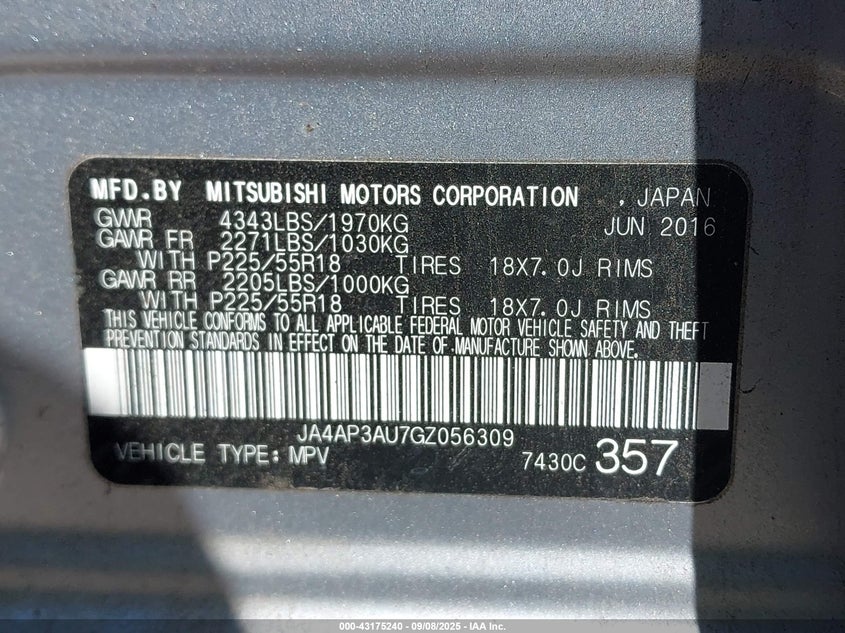 MFD.BY MITSUBISHI MOTORS CORPORATION . JAPAN
GVWR 4343LBS/1970KG JUN 2016
GAWR FR 2271LBS/1030KG
WITH P225/55R18 TIRES 18X7.0J RIMS
GAWR RR 2205LBS/1000KG
WITH P225/55R18 TIRES 18X7.0J RIMS
THIS VEHICLE CONFORMS TO ALL APPLICABLE FEDERAL MOTOR VEHICLE SAFETY AND THEFT
PREVENTION STANDARDS IN EFFECT ON THE DATE OF MANUFACTURE SHOWN ABOVE.
JA4AP3AU7GZ056309
VEHICLE TYPE: MPV 7430C 357
000-43175240 - 09/08/2025 - IAA Inc.